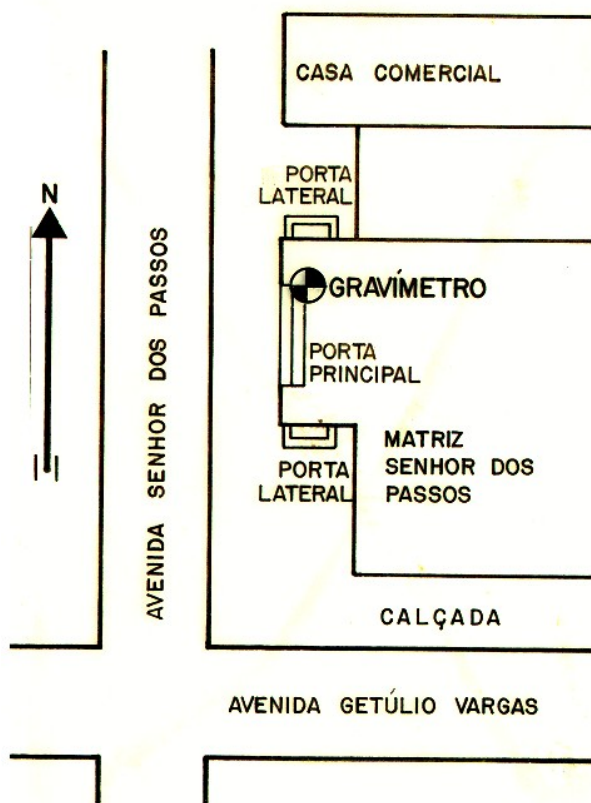 CASA COMERCIAL
PORTA
LATERAL
N
GRAVÍMETRO
AVENIDA SENHOR DOS PASSOS
PORTA
PRINCIPAL
MATRIZ
SENHOR DOS
PASSOS
PORTA
LATERAL
CALÇADA
AVENIDA GETÚLIO VARGAS